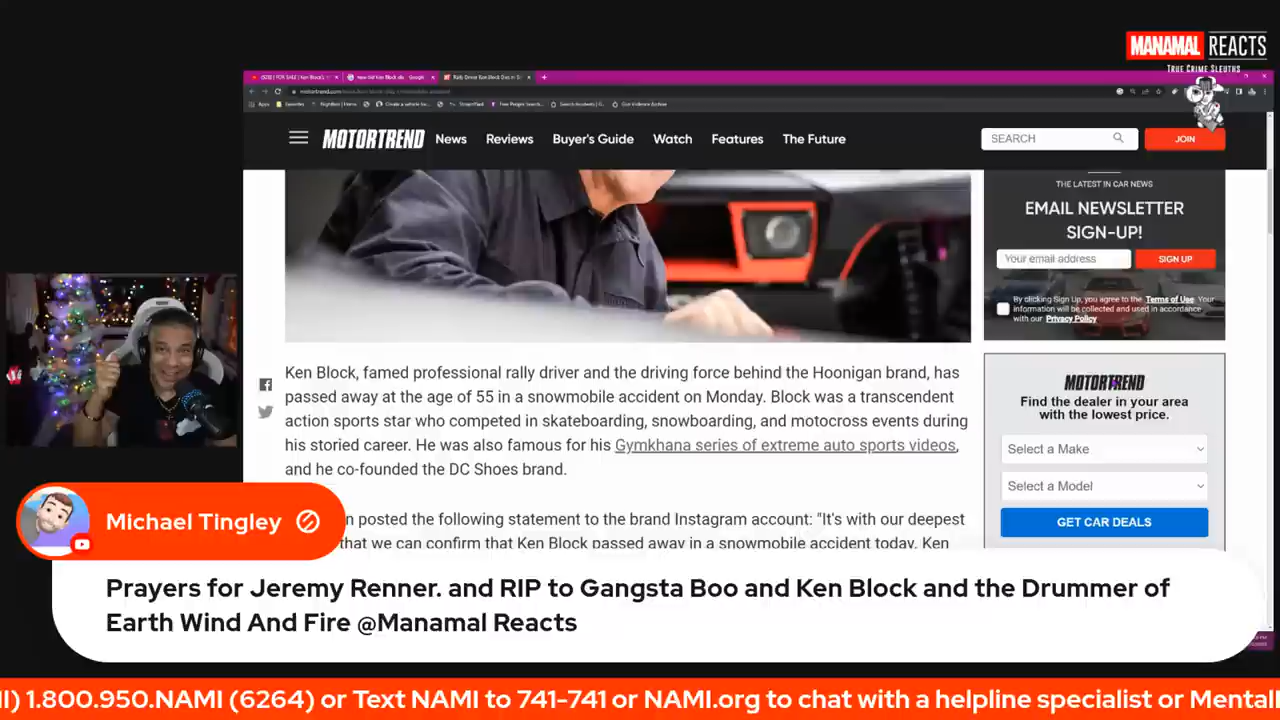 MANAMAL REACTS
TRUE CRIME SLEUTHS
MOTORTREND News Reviews Buyer's Guide Watch Features The Future SEARCH JOIN
THE LATEST IN CAR NEWS
EMAIL NEWSLETTER
SIGN-UP!
Your email address SIGN UP
By clicking Sign Up, you agree to the Terms of Use. Your
information will be collected and used in accordance
with our Privacy Policy
Ken Block, famed professional rally driver and the driving force behind the Hoonigan brand, has
passed away at the age of 55 in a snowmobile accident on Monday. Block was a transcendent
action sports star who competed in skateboarding, snowboarding, and motocross events during
his storied career. He was also famous for his Gymkhana series of extreme auto sports videos,
and he co-founded the DC Shoes brand.
MOTORTREND
Find the dealer in your area
with the lowest price.
Select a Make
Select a Model
GET CAR DEALS
n posted the following statement to the brand Instagram account: "It's with our deepest
that we can confirm that Ken Block passed away in a snowmobile accident today. Ken
Michael Tingley
Prayers for Jeremy Renner. and RIP to Gangsta Boo and Ken Block and the Drummer of
Earth Wind And Fire @Manamal Reacts
1.800.950.NAMI (6264) or Text NAMI to 741-741 or NAMI.org to chat with a helpline specialist or Mental